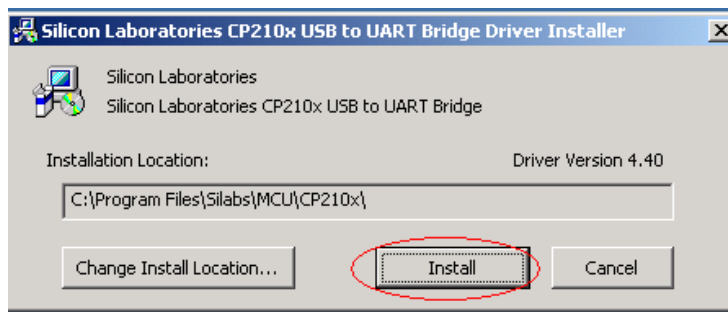 Silicon Laboratories CP210x USB to UART Bridge Driver Installer
Silicon Laboratories
Silicon Laboratories CP210x USB to UART Bridge
Installation Location: Driver Version 4.40
C:\Program Files\Silabs\MCU\CP210x\
Change Install Location... Install Cancel